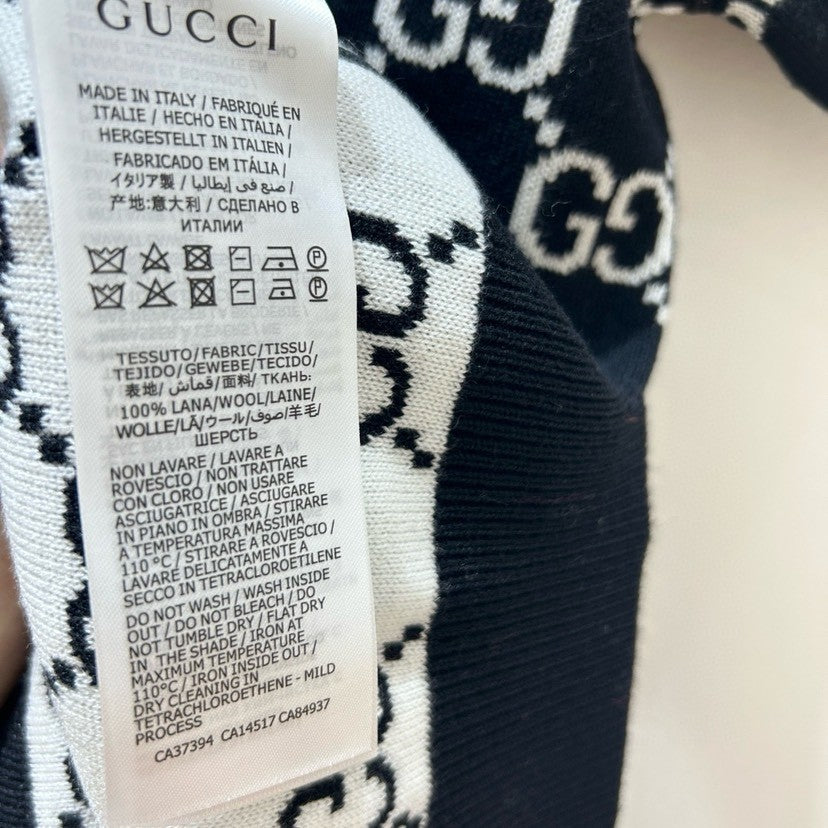 GUCCI
MADE IN ITALY / FABRIQUÉ EN
ITALIE / HECHO EN ITALIA /
HERGESTELLT IN ITALIEN /
FABRICADO EM ITÁLIA /
イタリア製 / صنع في إيطاليا /
产地:意大利 / СДЕЛАНО В
ИТАЛИИ
TESSUTO/FABRIC/TISSU/
TEJIDO/GEWEBE/TECIDO/
表地/قماش/面料/ ТКАНЬ:
100% LANA/WOOL/LAINE/
WOLLE/LÃ/ウール/صوف/羊毛/
ШЕРСТЬ
NON LAVARE / LAVARE A
ROVESCIO / NON TRATTARE
CON CLORO / NON USARE
ASCIUGATRICE / ASCIUGARE
IN PIANO IN OMBRA / STIRARE
A TEMPERATURA MASSIMA
110 °C / STIRARE A ROVESCIO /
LAVARE DELICATAMENTE A
SECCO IN TETRACLOROETILENE
DO NOT WASH / WASH INSIDE
OUT / DO NOT BLEACH / DO
NOT TUMBLE DRY / FLAT DRY
IN THE SHADE / IRON AT
MAXIMUM TEMPERATURE
110°C / IRON INSIDE OUT /
DRY CLEANING IN
TETRACHLOROETHENE - MILD
PROCESS
CA37394 CA14517 CA84937